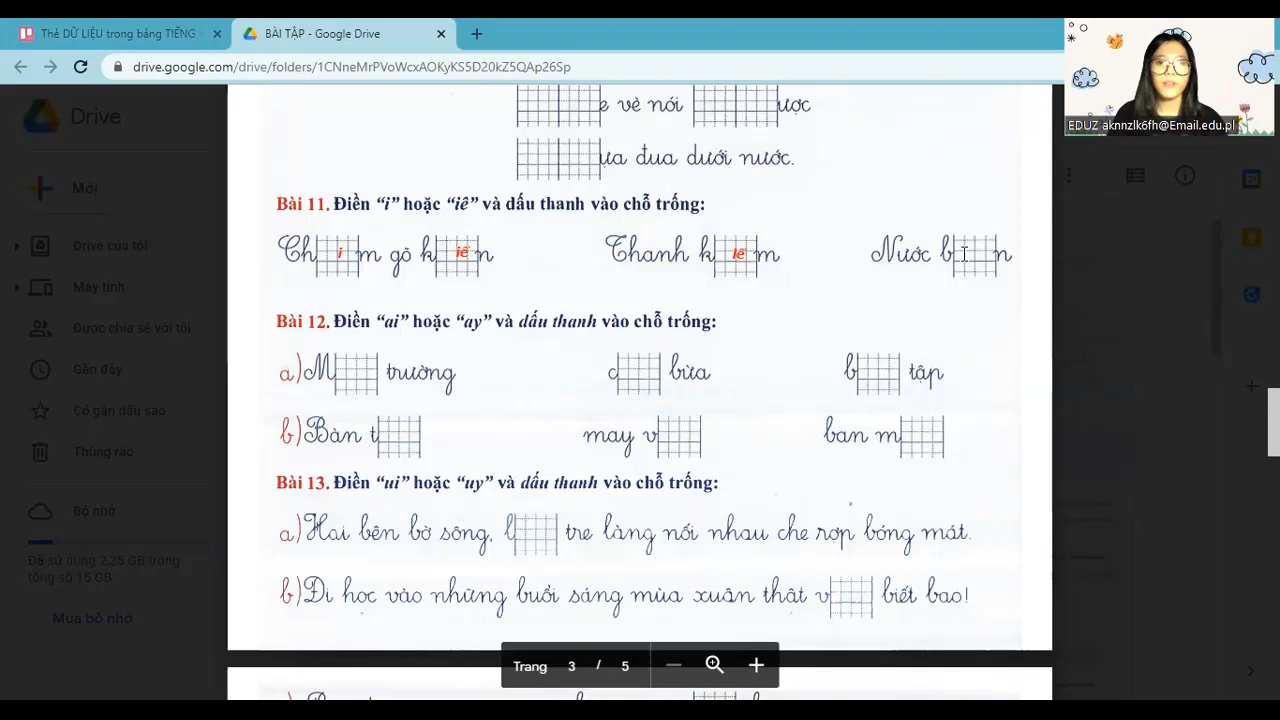 Thẻ DỮ LIỆU trong bảng TIẾNG
BÀI TẬP - Google Drive
drive.google.com/drive/folders/1CNneMrPVoWcxAOKyKS5D20kZ5QAp26Sp
EDUZ aknnzlk6fh@Email.edu.pl
Drive
Mới
Drive của tôi
Máy tính
Được chia sẻ với tôi
Gần đây
Có gắn dấu sao
Thùng rác
Bộ nhớ
Đã sử dụng 2,25 GB trong
tổng số 15 GB
Mua bộ nhớ
e vè nói ược
ựa đua dưới nước.
Bài 11. Điền “i” hoặc “iê” và dấu thanh vào chỗ trống:
Ch i m gõ k iế n Thanh k iế m Nước b n
Bài 12. Điền “ai” hoặc “ay” và dấu thanh vào chỗ trống:
a) M trường c bừa b tập
b) Bàn t may v ban m
Bài 13. Điền “ui” hoặc “uy” và dấu thanh vào chỗ trống:
a) Hai bên bờ sông, l tre làng nối nhau che rợp bóng mát.
b) Đi học vào những buổi sáng mùa xuân thật v biết bao!
Trang 3 / 5